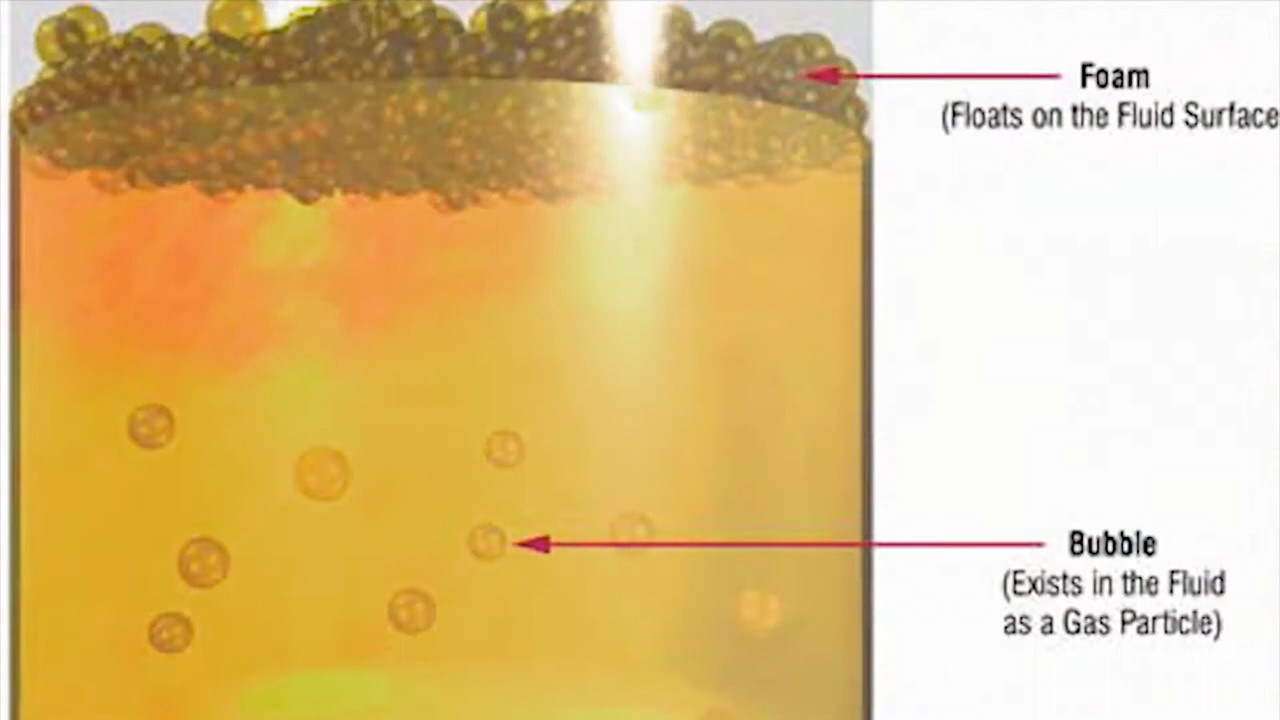 Foam
(Floats on the Fluid Surface
Bubble
(Exists in the Fluid
as a Gas Particle)